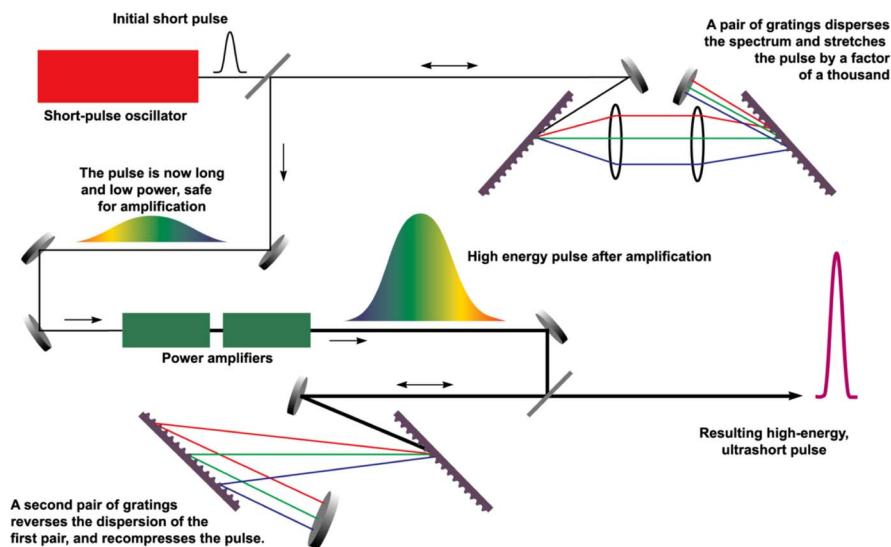 Initial short pulse
Short-pulse oscillator
A pair of gratings disperses
the spectrum and stretches
the pulse by a factor
of a thousand
The pulse is now long
and low power, safe
for amplification
High energy pulse after amplification
Power amplifiers
Resulting high-energy,
ultrashort pulse
A second pair of gratings
reverses the dispersion of the
first pair, and recompresses the pulse.